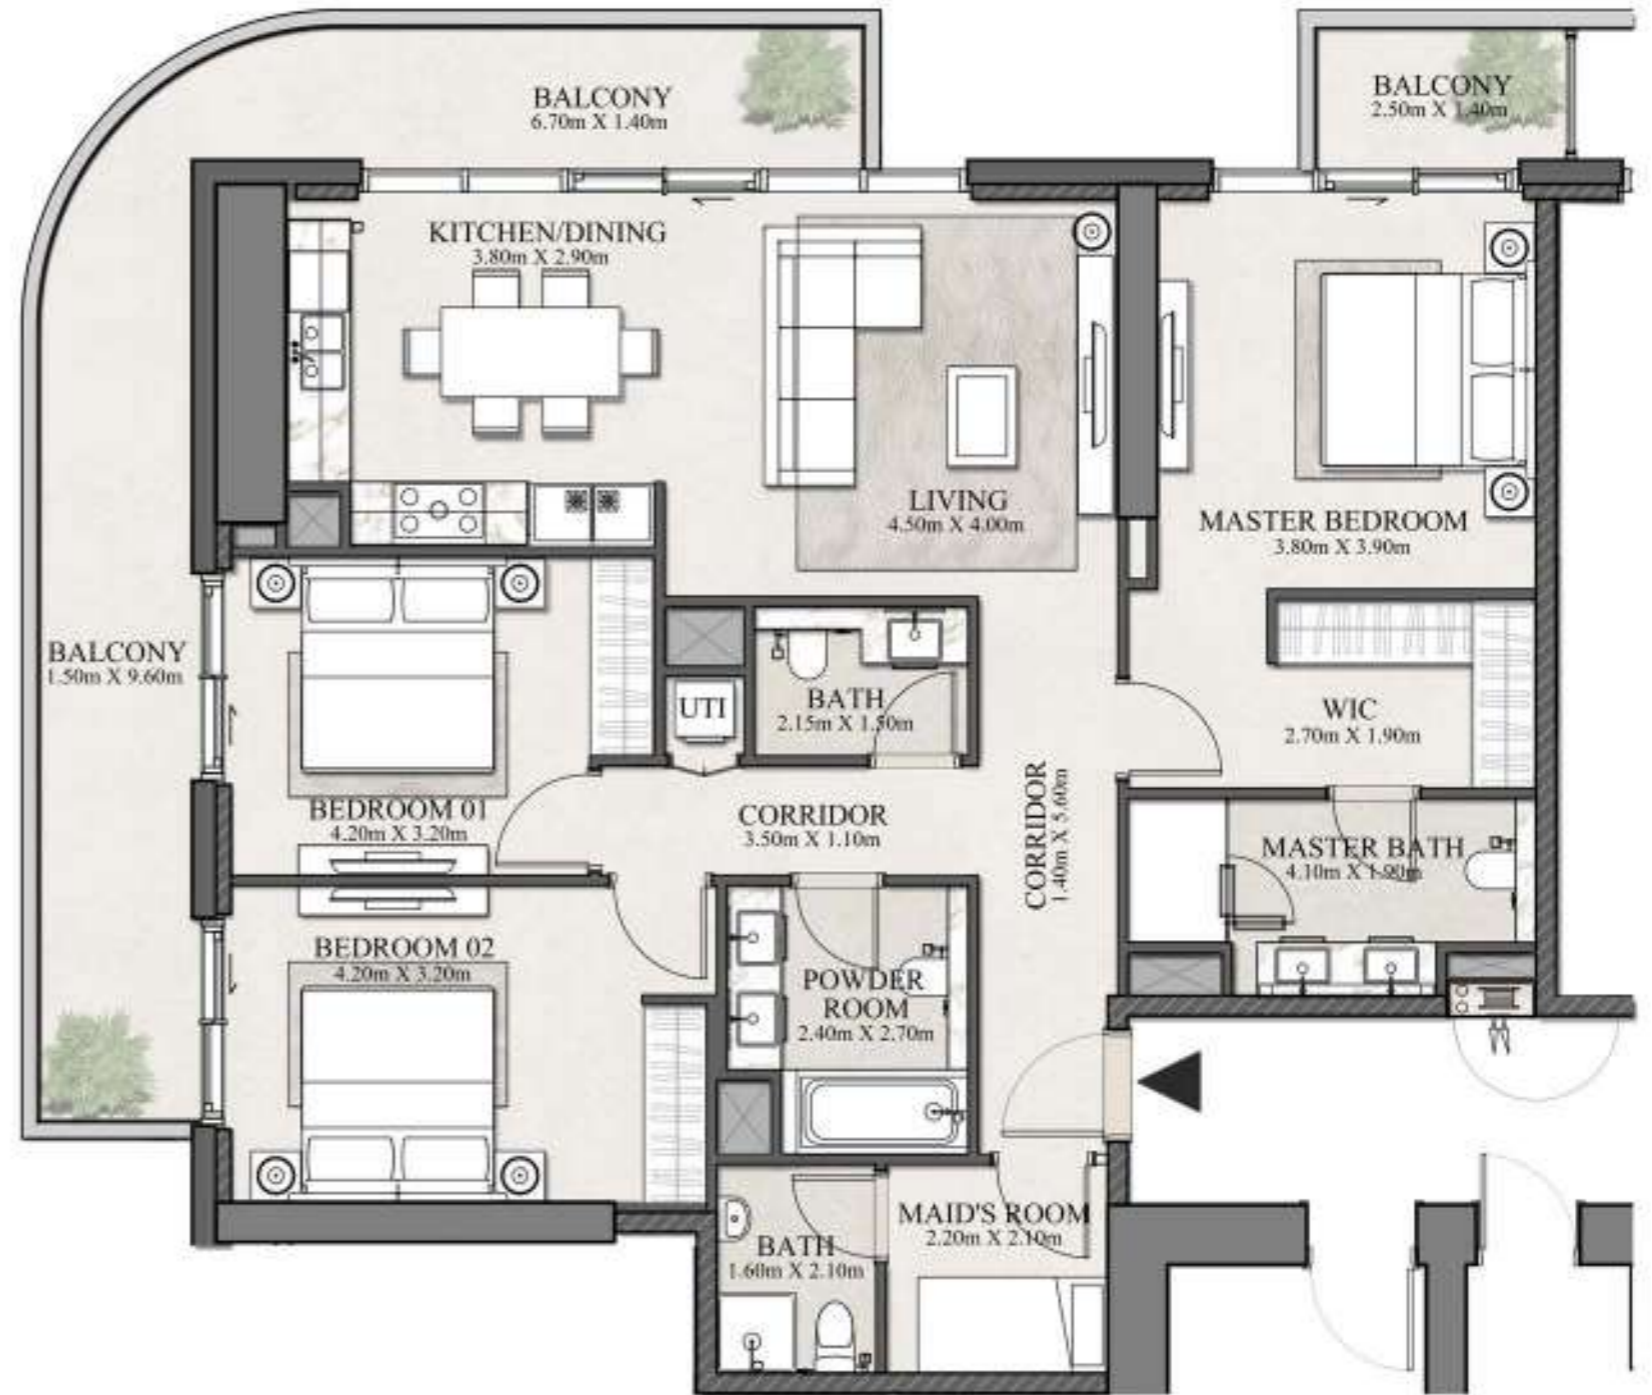 BALCONY
6.70m X 1.40m
BALCONY
2.50m X 1.40m
KITCHEN/DINING
3.80m X 2.90m
LIVING
4.50m X 4.00m
MASTER BEDROOM
3.80m X 3.90m
BALCONY
1.50m X 9.60m
UTI
BATH
2.15m X 1.50m
WIC
2.70m X 1.90m
BEDROOM 01
4.20m X 3.20m
CORRIDOR
3.50m X 1.10m
CORRIDOR
1.40m X 5.60m
MASTER BATH
4.10m X 1.90m
BEDROOM 02
4.20m X 3.20m
POWDER
ROOM
2.40m X 2.70m
MAID'S ROOM
2.20m X 2.10m
BATH
1.60m X 2.10m